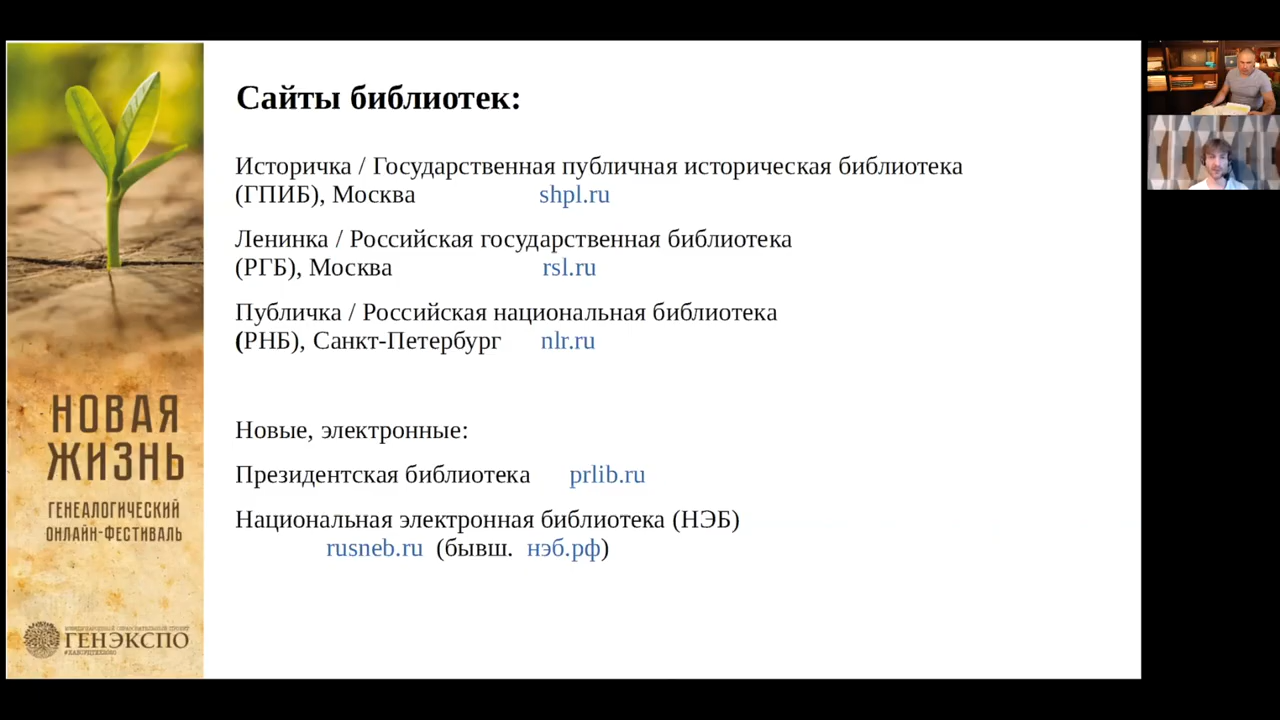 Сайты библиотек:
Историчка / Государственная публичная историческая библиотека
(ГПИБ), Москва shpl.ru
Ленинка / Российская государственная библиотека
(РГБ), Москва rsl.ru
Публичка / Российская национальная библиотека
(РНБ), Санкт-Петербург nlr.ru
Новые, электронные:
Президентская библиотека prlib.ru
Национальная электронная библиотека (НЭБ)
rusneb.ru (бывш. нэб.рф)
НОВАЯ
ЖИЗНЬ
ГЕНЕАЛОГИЧЕСКИЙ
ОНЛАЙН-ФЕСТИВАЛЬ
ГЕНЭКСПО